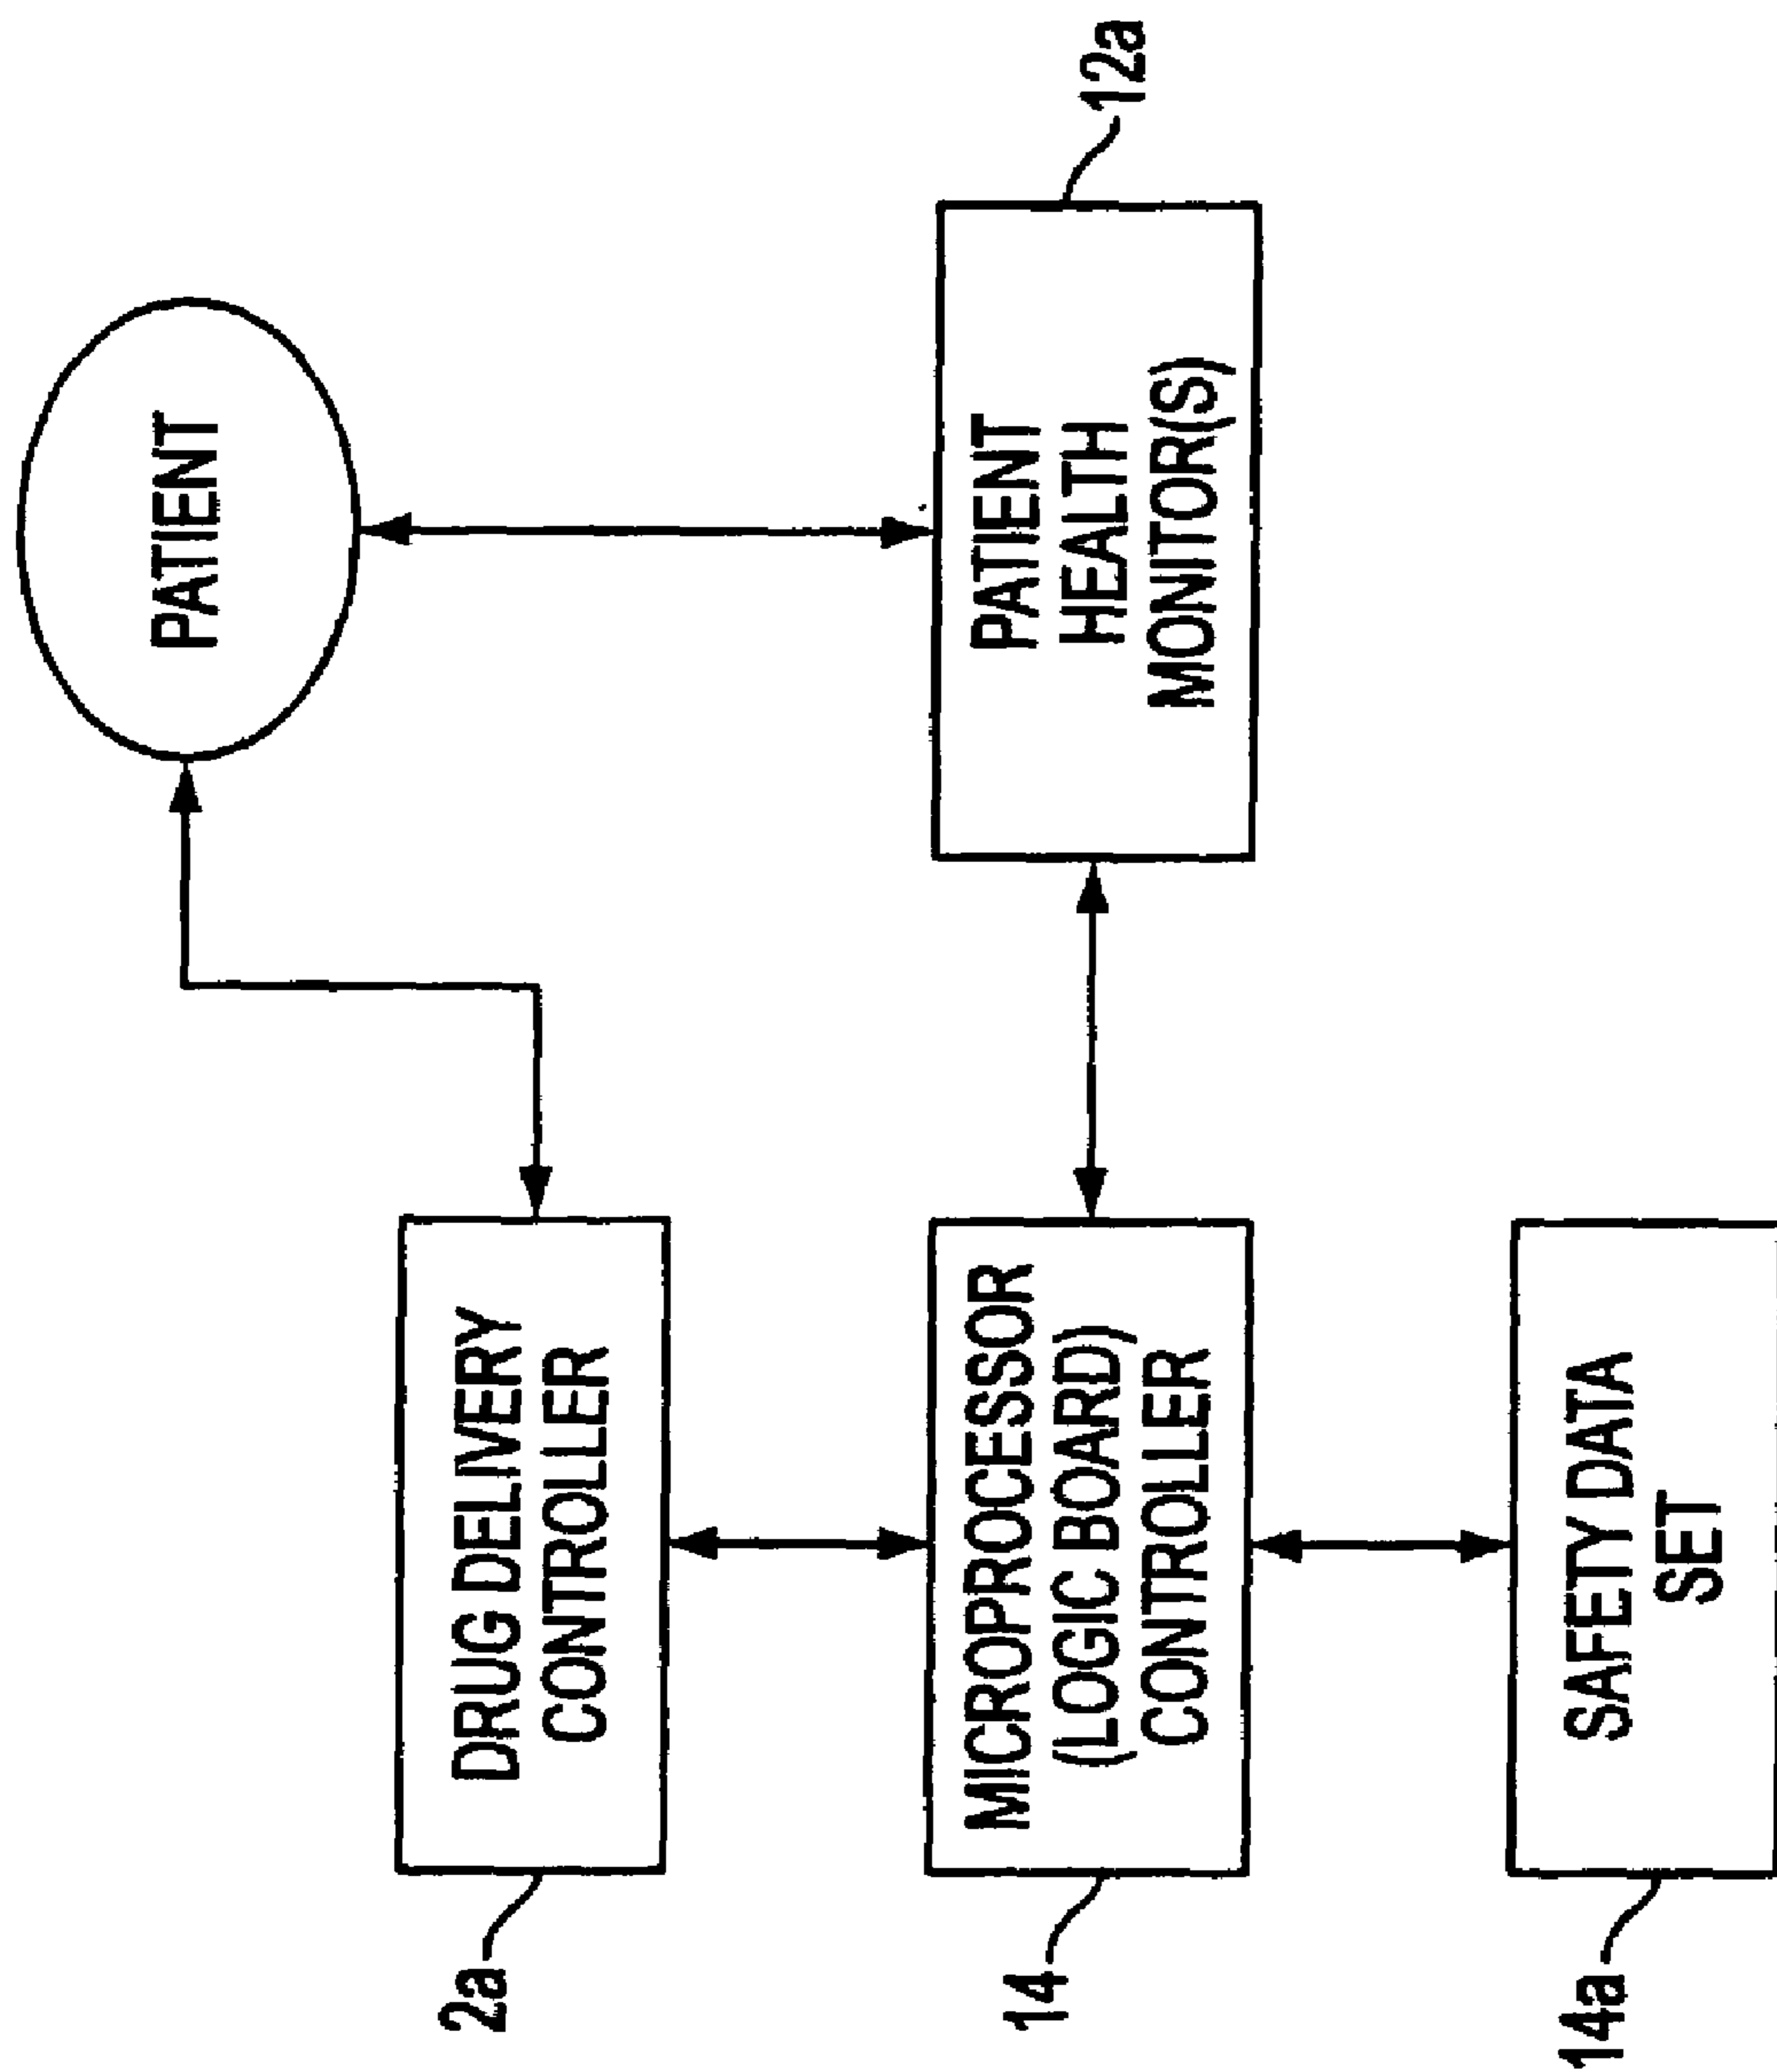 PATIENT
DRUG DELIVERY
CONTROLLER
2a
MICROPROCESSOR
(LOGIC BOARD)
CONTROLLER
14
PATIENT
HEALTH
MONITOR(S)
12a
SAFETY DATA
SET
14a